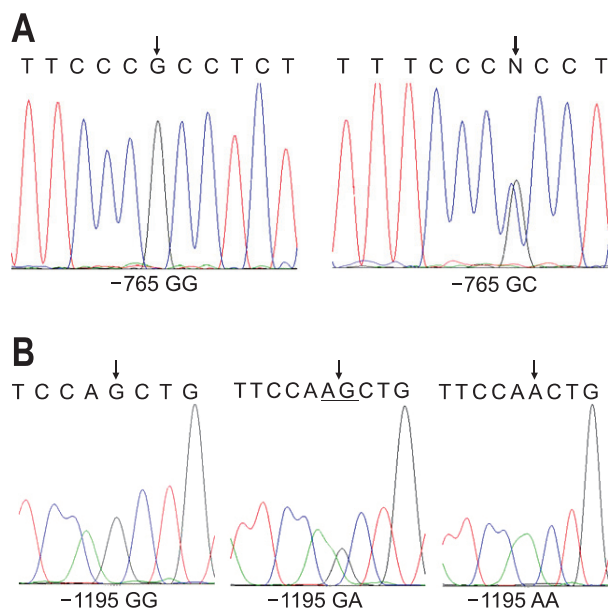 A
T T C C C G C C T C T
T T T C C C N C C T
−765 GG
−765 GC
B
T C C A G C T G
TTCCAAGCTG
TTCCAACTG
−1195 GG
−1195 GA
−1195 AA